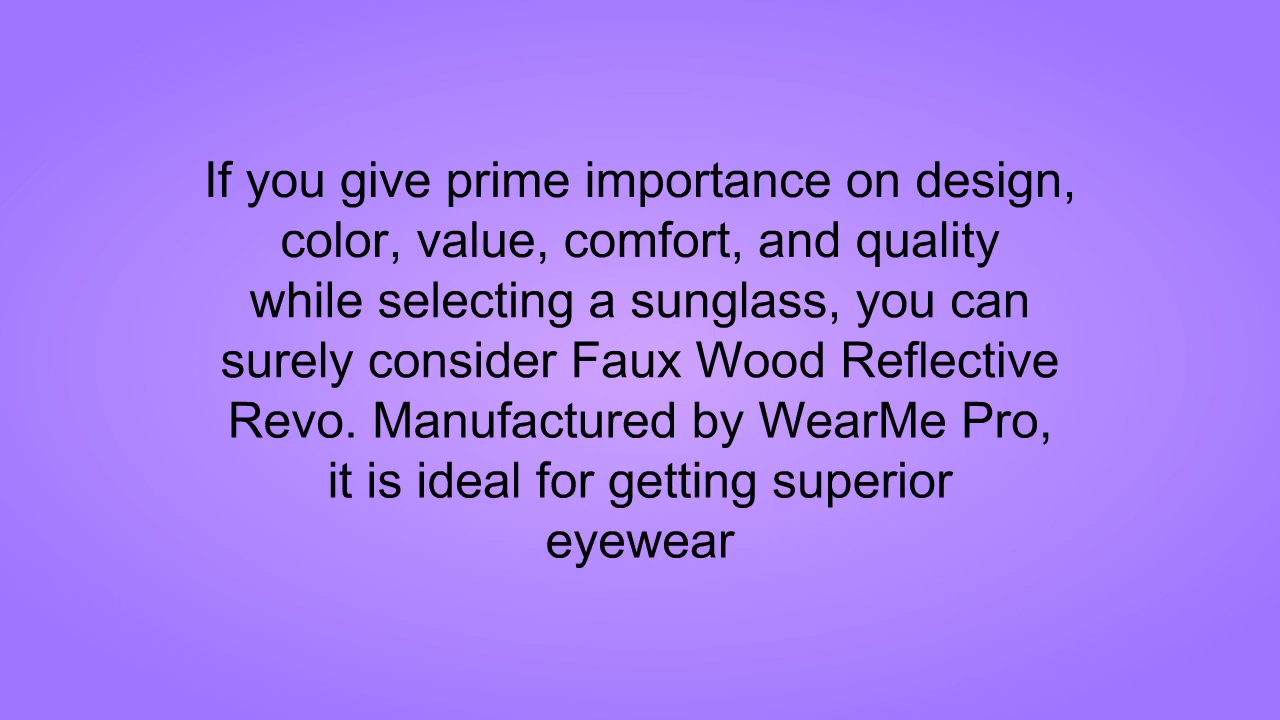 If you give prime importance on design,
color, value, comfort, and quality
while selecting a sunglass, you can
surely consider Faux Wood Reflective
Revo. Manufactured by WearMe Pro,
it is ideal for getting superior
eyewear